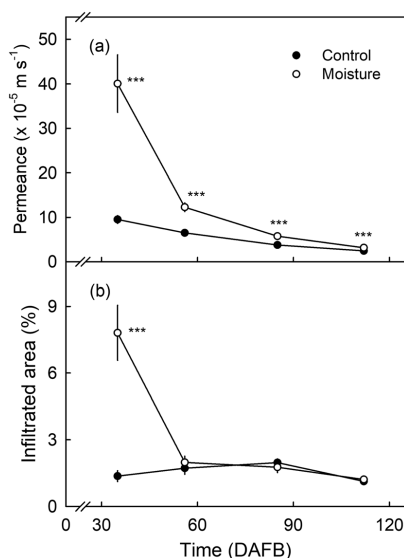 50
(a)
Control
Moisture
40
***
30
20
***
10
***
***
0
Permeance (x 10⁻⁵ m s⁻¹)
(b)
9
***
6
3
0
Infiltrated area (%)
0 30 60 90 120
Time (DAFB)